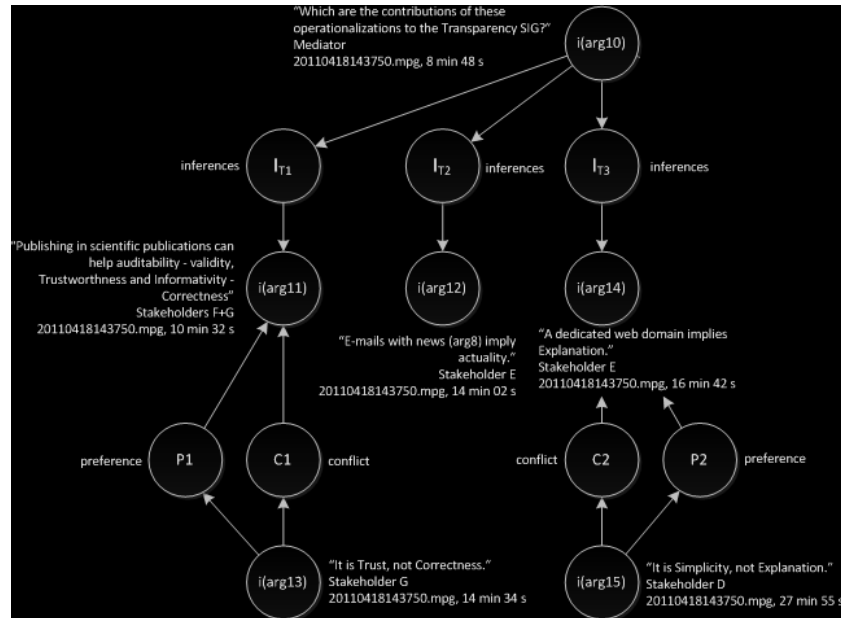 "Which are the contributions of these
operationalizations to the Transparency SIG?"
Mediator
20110418143750.mpg, 8 min 48 s
i(arg10)
inferences
IT1
IT2
inferences
IT3
inferences
"Publishing in scientific publications can
help auditability - validity,
Trustworthness and Informativity -
Correctness"
Stakeholders F+G
20110418143750.mpg, 10 min 32 s
i(arg11)
i(arg12)
i(arg14)
"E-mails with news (arg8) imply
actuality."
Stakeholder E
20110418143750.mpg, 14 min 02 s
"A dedicated web domain implies
Explanation."
Stakeholder E
20110418143750.mpg, 16 min 42 s
preference
P1
C1
conflict
conflict
C2
P2
preference
i(arg13)
"It is Trust, not Correctness."
Stakeholder G
20110418143750.mpg, 14 min 34 s
i(arg15)
"It is Simplicity, not Explanation."
Stakeholder D
20110418143750.mpg, 27 min 55 s